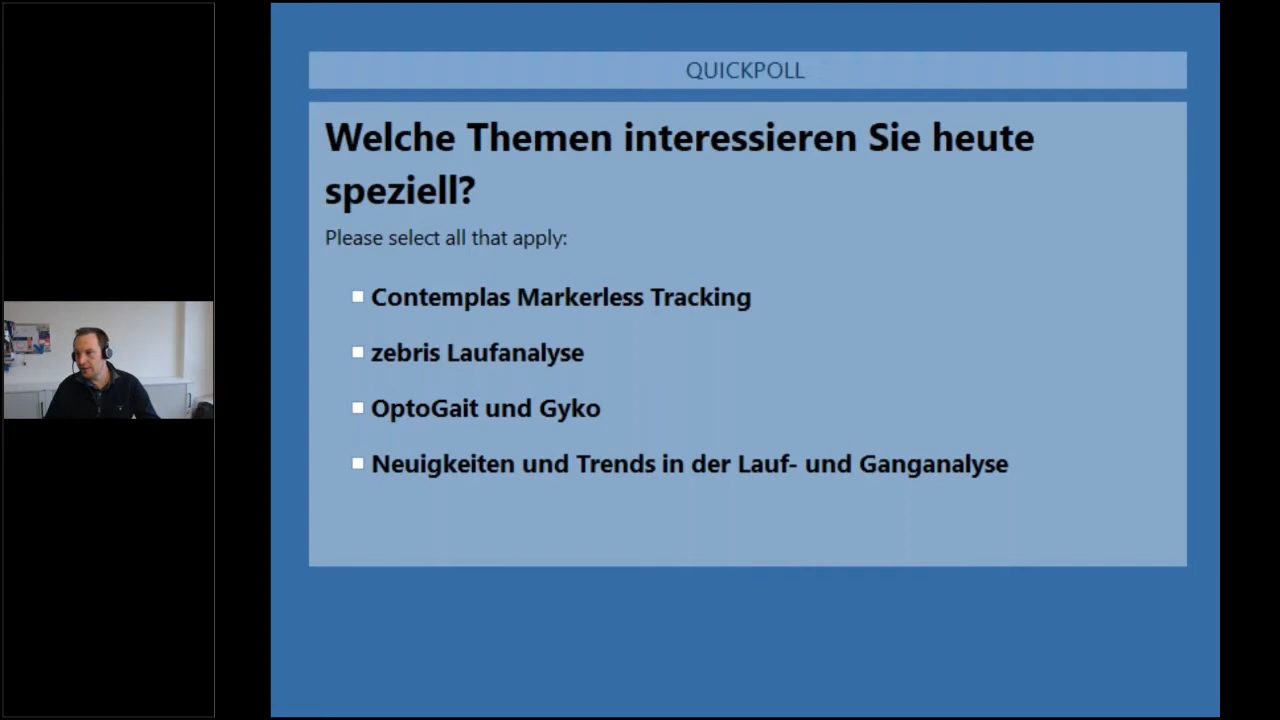 QUICKPOLL
Welche Themen interessieren Sie heute
speziell?
Please select all that apply:
Contemplas Markerless Tracking
zebris Laufanalyse
OptoGait und Gyko
Neuigkeiten und Trends in der Lauf- und Ganganalyse